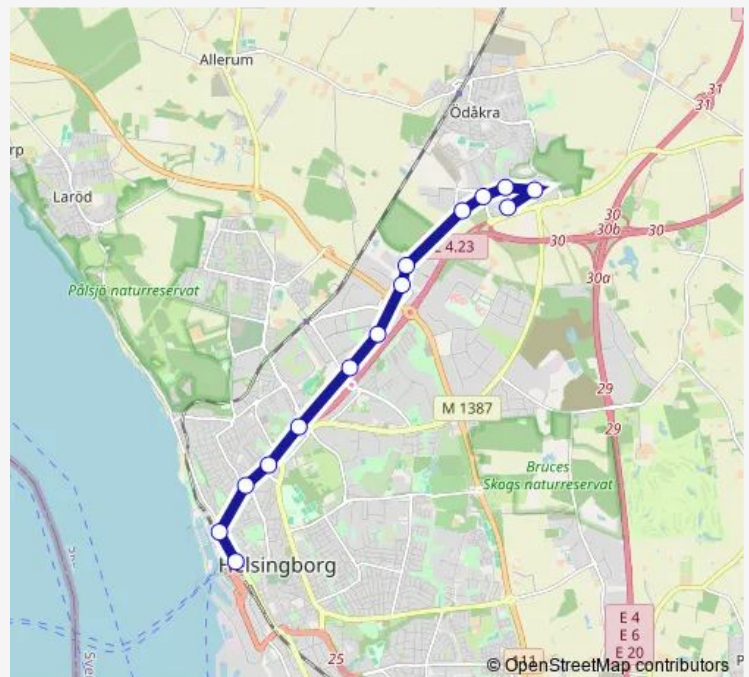 Allerum
31
31
Ödåkra
rp
Laröd
30
30b
30
30
E 4.23
30a
Pålsjö naturreservat
29
M 1387
29
Bruces
Skogs naturreservat
Helsingborg
E 4
E 6
E 20
111
25
© OpenStreetMap contributors